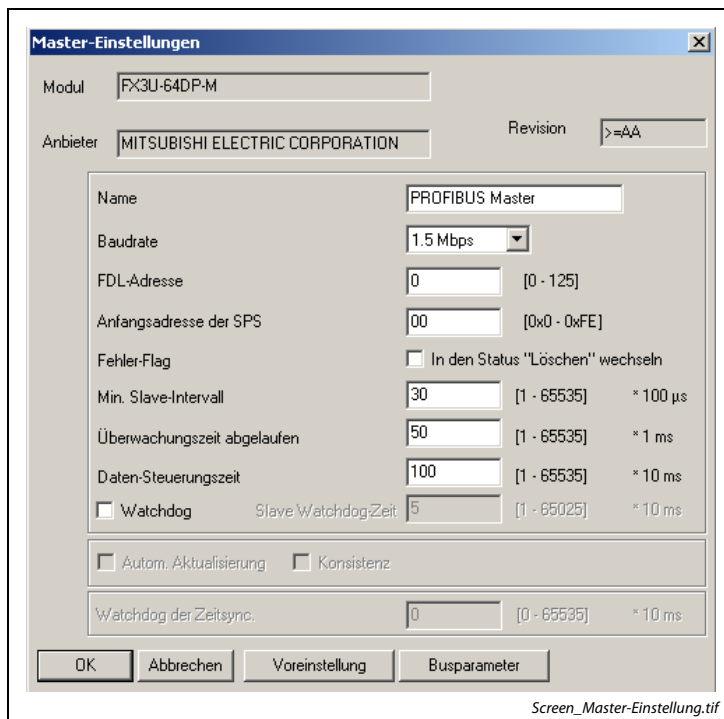 Master-Einstellungen
Modul FX3U-64DP-M
Anbieter MITSUBISHI ELECTRIC CORPORATION Revision >=AA
Name PROFIBUS Master
Baudrate 1.5 Mbps
FDL-Adresse 0 [0 - 125]
Anfangsadresse der SPS 00 [0x0 - 0xFE]
Fehler-Flag In den Status "Löschen" wechseln
Min. Slave-Intervall 30 [1 - 65535] * 100 µs
Überwachungszeit abgelaufen 50 [1 - 65535] * 1 ms
Daten-Steuerungszeit 100 [1 - 65535] * 10 ms
Watchdog Slave Watchdog-Zeit 5 [1 - 65025] * 10 ms
Autom. Aktualisierung Konsistenz
Watchdog der Zeitsync. 0 [0 - 65535] * 10 ms
OK Abbrechen Voreinstellung Busparameter
Screen_Master-Einstellung.tif